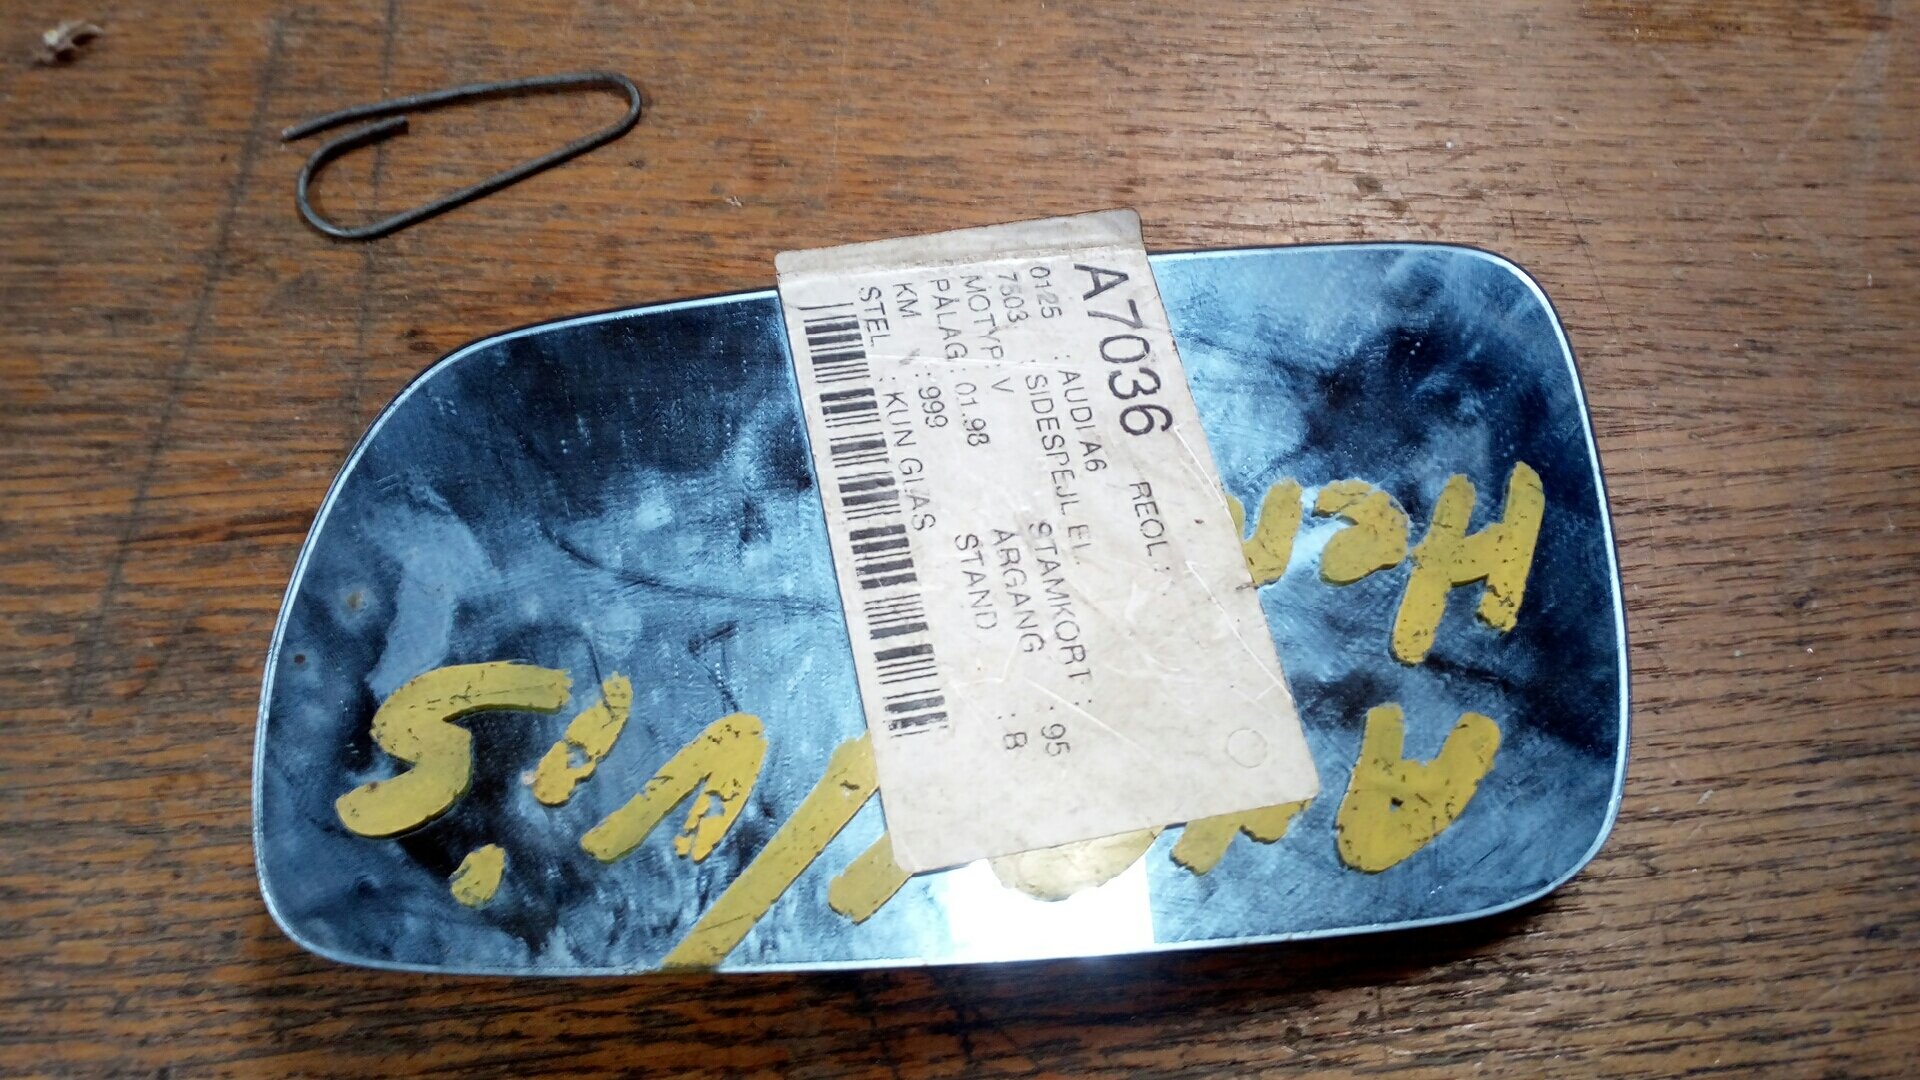 A7036 REOL:
0125 : AUDI A6
7503 SIDESPEJL EL.
MOTYP: V STAMKORT :
PÅLAG: 01.98 ÅRGANG : 95
KM : 999 STAND : B
STEL : KUN GLAS